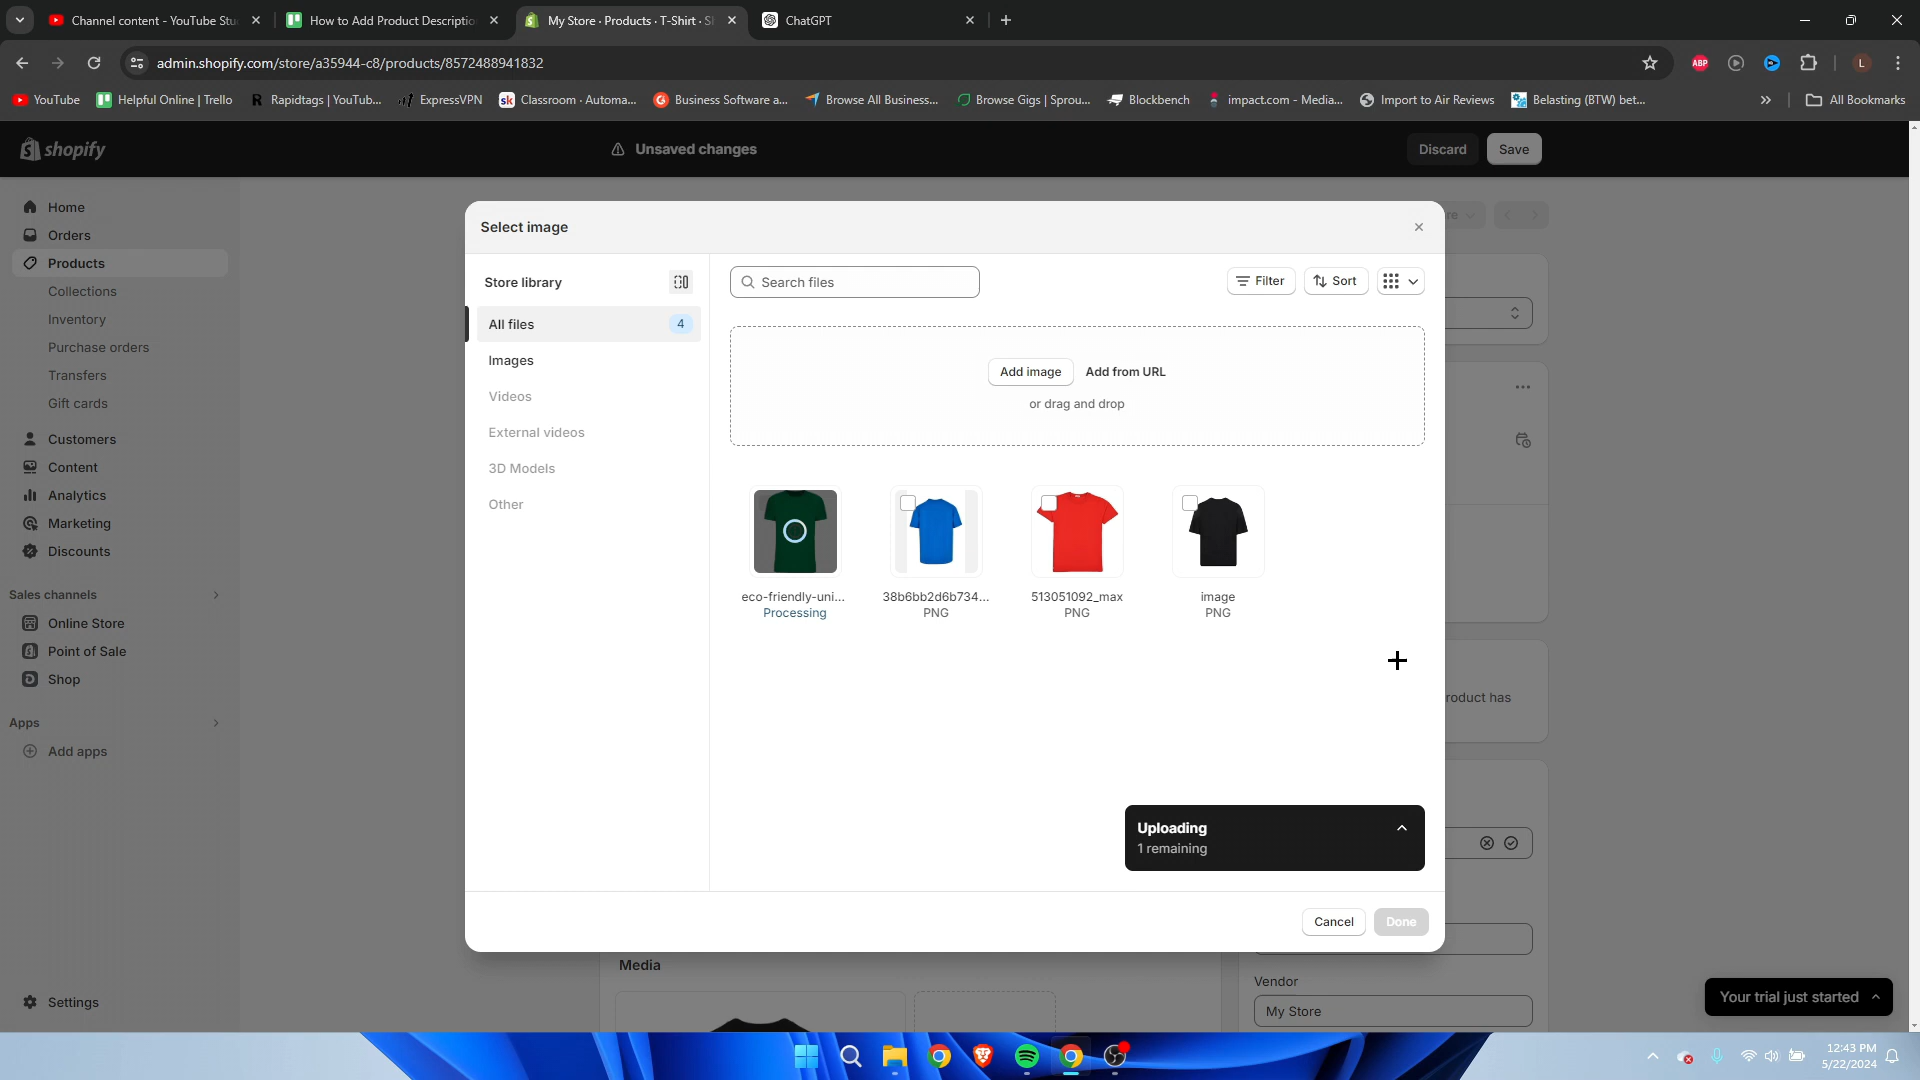 Channel content - YouTube Stu
How to Add Product Descriptio
My Store · Products · T-Shirt · S
ChatGPT
admin.shopify.com/store/a35944-c8/products/8572488941832
ABP
L
YouTube
Helpful Online | Trello
Rapidtags | YouTub...
ExpressVPN
Classroom - Automa...
Business Software a...
Browse All Business...
Browse Gigs | Sprou...
Blockbench
impact.com - Media...
Import to Air Reviews
Belasting (BTW) bet...
All Bookmarks
shopify
Unsaved changes
Discard
Save
Home
Orders
Products
Collections
Inventory
Purchase orders
Transfers
Gift cards
Customers
Content
Analytics
Marketing
Discounts
Sales channels
Online Store
Point of Sale
Shop
Apps
Add apps
Settings
Select image
Store library
All files
4
Images
Videos
External videos
3D Models
Other
Search files
Filter
Sort
Add image
Add from URL
or drag and drop
eco-friendly-uni...
Processing
38b6bb2d6b734...
PNG
513051092_max
PNG
image
PNG
Uploading
1 remaining
Cancel
Done
roduct has
Media
Vendor
My Store
Your trial just started
12:43 PM
5/22/2024